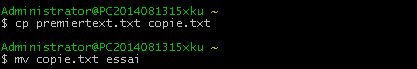 Administrator@PC2014081315xku ~
$ cp premiertext.txt copie.txt
Administrator@PC2014081315xku ~
$ mv copie.txt essai